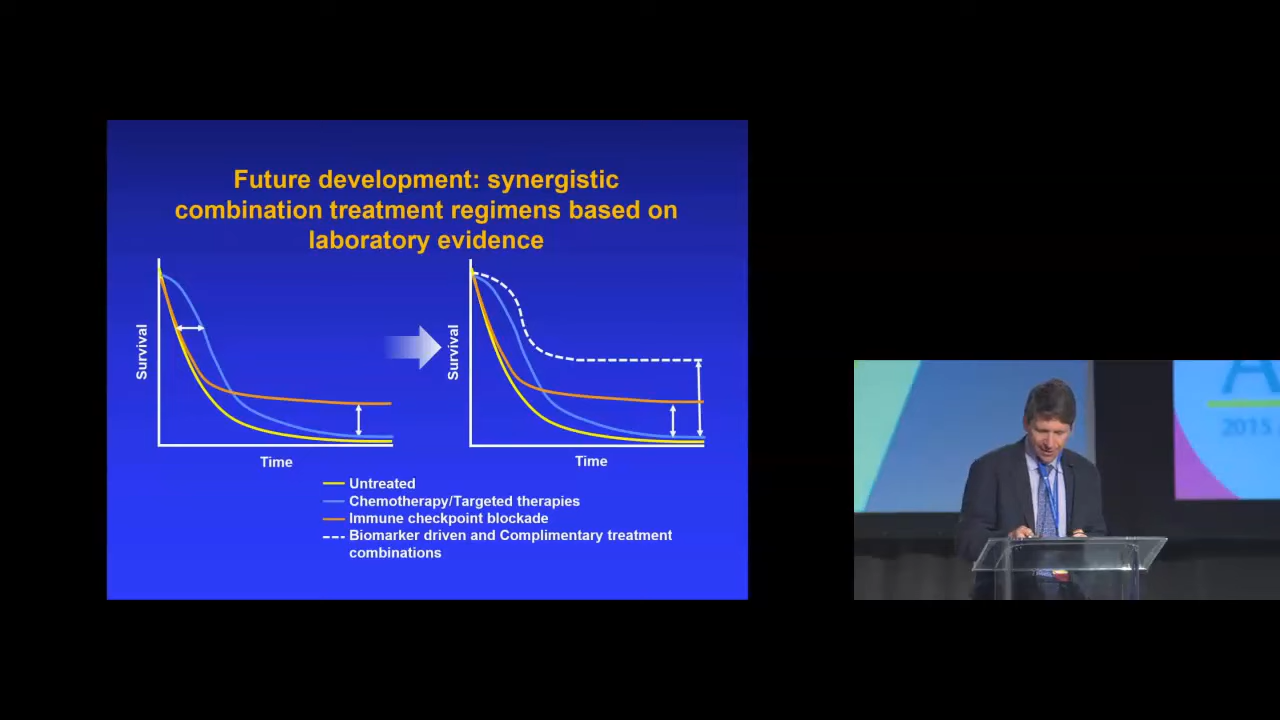 Future development: synergistic
combination treatment regimens based on
laboratory evidence
Survival
Time
Survival
Time
Untreated
Chemotherapy/Targeted therapies
Immune checkpoint blockade
Biomarker driven and Complimentary treatment
combinations
A
2015